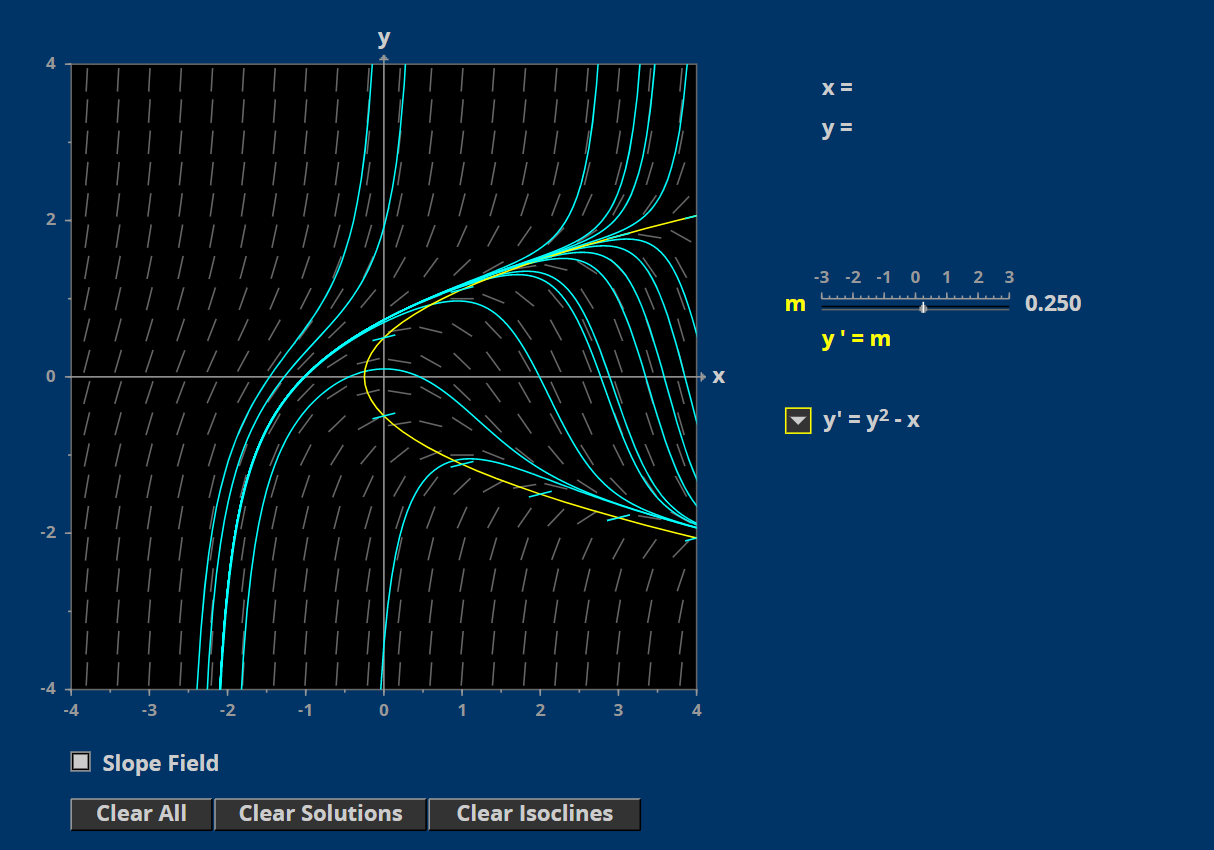 y
4
2
0
-2
-4
x
-4 -3 -2 -1 0 1 2 3 4
x =
y =
-3 -2 -1 0 1 2 3
m 0.250
y ' = m
y' = y² - x
Slope Field
Clear All Clear Solutions Clear Isoclines